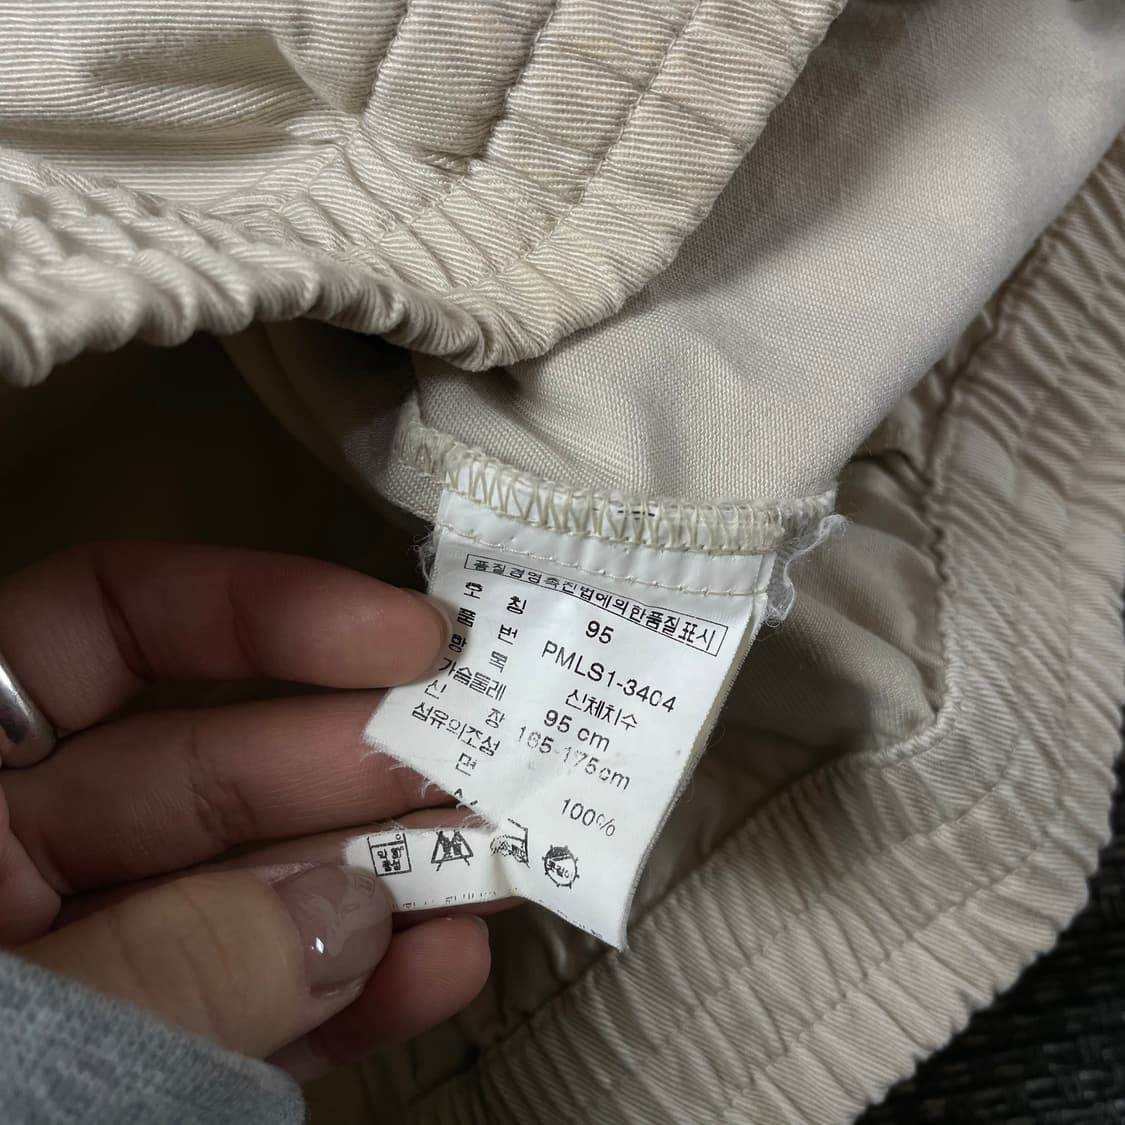 품질경영촉진법에의한품질표시
호 칭 95
품 번 PMLS1-3404
항 목 신체치수
가슴둘레 95 cm
신 장 165-175cm
섬유의조성
면 100%